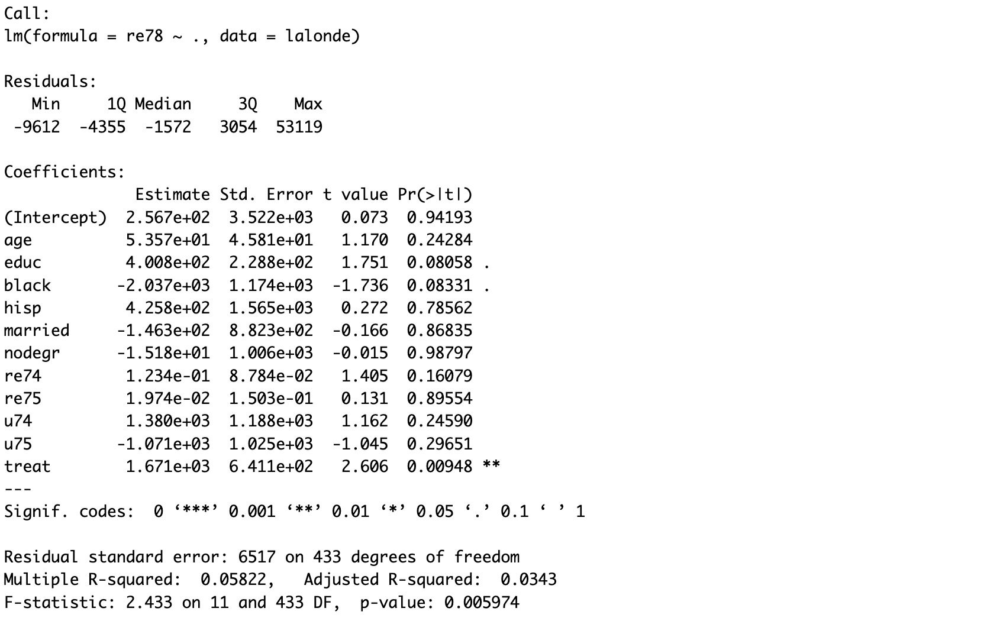 Call:
lm(formula = re78 ~ ., data = lalonde)
Residuals:
   Min     1Q Median     3Q    Max
 -9612  -4355  -1572   3054  53119
Coefficients:
              Estimate Std. Error t value Pr(>|t|)
(Intercept)  2.567e+02  3.522e+03   0.073  0.94193
age          5.357e+01  4.581e+01   1.170  0.24284
educ         4.008e+02  2.288e+02   1.751  0.08058 .
black       -2.037e+03  1.174e+03  -1.736  0.08331 .
hisp         4.258e+02  1.565e+03   0.272  0.78562
married     -1.463e+02  8.823e+02  -0.166  0.86835
nodegr      -1.518e+01  1.006e+03  -0.015  0.98797
re74         1.234e-01  8.784e-02   1.405  0.16079
re75         1.974e-02  1.503e-01   0.131  0.89554
u74          1.380e+03  1.188e+03   1.162  0.24590
u75         -1.071e+03  1.025e+03  -1.045  0.29651
treat        1.671e+03  6.411e+02   2.606  0.00948 **
---
Signif. codes:  0 ‘***’ 0.001 ‘**’ 0.01 ‘*’ 0.05 ‘.’ 0.1 ‘ ’ 1
Residual standard error: 6517 on 433 degrees of freedom
Multiple R-squared:  0.05822,   Adjusted R-squared:  0.0343
F-statistic: 2.433 on 11 and 433 DF,  p-value: 0.005974